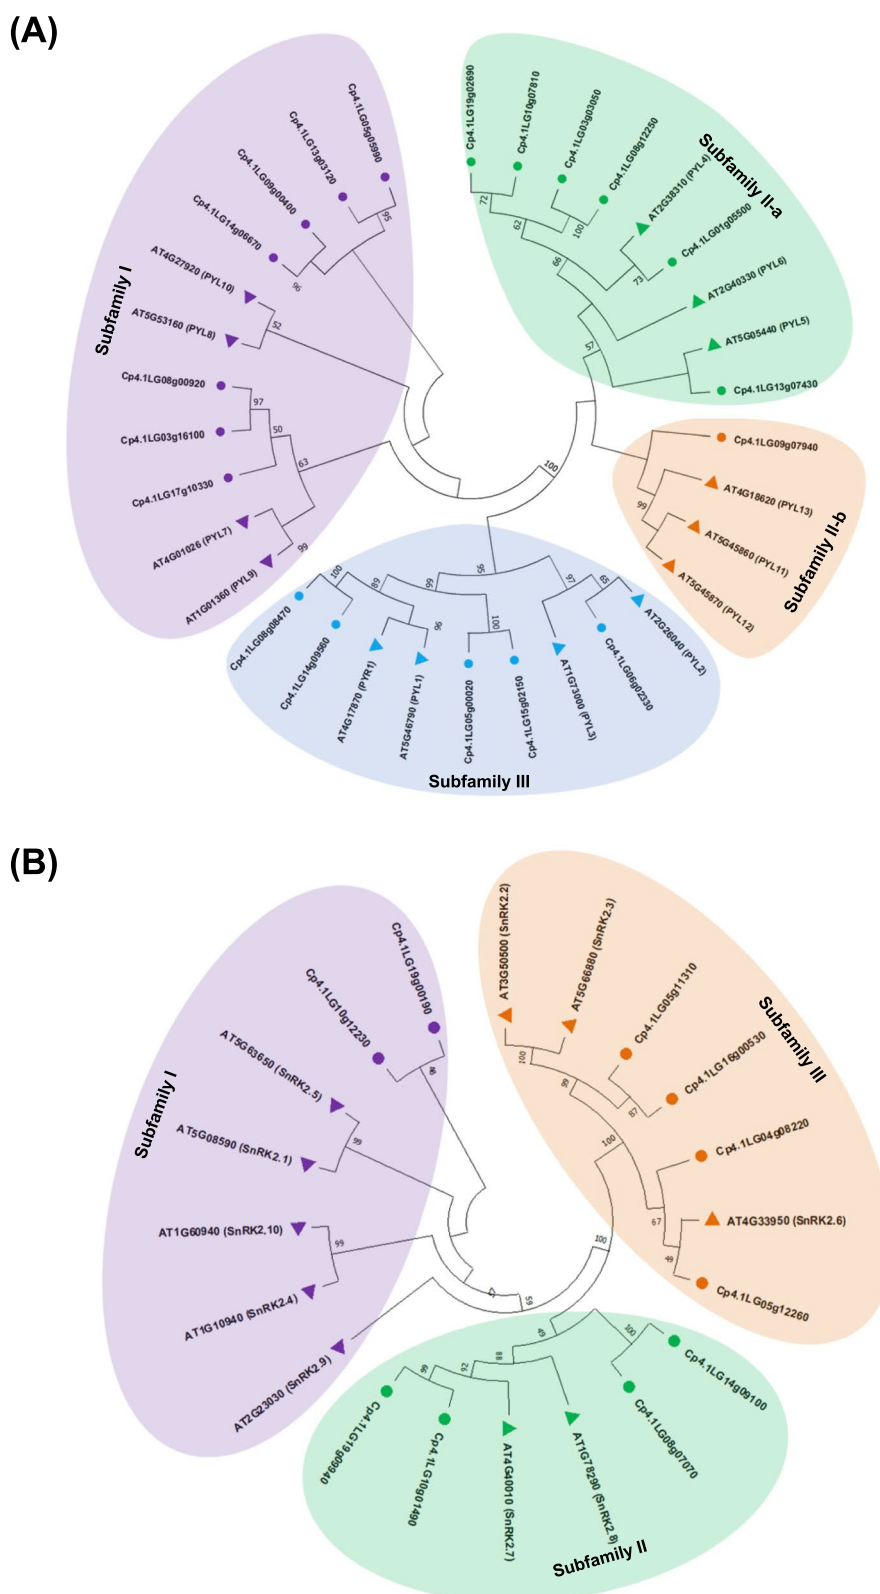 (A)
Subfamily I
Cp4.1LG05g05990
Cp4.1LG13g03120
Cp4.1LG09g00400
Cp4.1LG14g06670
AT4G27920 (PYL10)
AT5G53160 (PYL8)
Cp4.1LG08g00920
Cp4.1LG03g16100
Cp4.1LG17g10330
AT4G01026 (PYL7)
AT1G01360 (PYL9)
95
96
52
97
50
63
99
Subfamily II-a
Cp4.1LG19g02690
Cp4.1LG10g07810
Cp4.1LG03g03050
Cp4.1LG08g12250
AT2G38310 (PYL4)
Cp4.1LG01g05500
AT2G40330 (PYL6)
AT5G05440 (PYL5)
Cp4.1LG13g07430
72
62
100
66
73
57
100
Subfamily II-b
Cp4.1LG09g07940
AT4G18620 (PYL13)
AT5G45860 (PYL11)
AT5G45870 (PYL12)
99
Subfamily III
Cp4.1LG08g08470
Cp4.1LG14g09560
AT4G17870 (PYR1)
AT5G46790 (PYL1)
Cp4.1LG05g00020
Cp4.1LG15g02150
AT1G73000 (PYL3)
Cp4.1LG06g02330
AT2G26040 (PYL2)
100
89
96
99
100
95
97
65
(B)
Subfamily I
Cp4.1LG19g00190
Cp4.1LG10g12230
AT5G63650 (SnRK2.5)
AT5G08590 (SnRK2.1)
AT1G60940 (SnRK2.10)
AT1G10940 (SnRK2.4)
AT2G23030 (SnRK2.9)
99
99
59
100
Subfamily III
AT3G50500 (SnRK2.2)
AT5G66880 (SnRK2.3)
Cp4.1LG05g11310
Cp4.1LG16g00530
Cp4.1LG04g08220
AT4G33950 (SnRK2.6)
Cp4.1LG05g12260
100
99
87
100
67
49
Subfamily II
Cp4.1LG19g09940
Cp4.1LG10g01490
AT4G40010 (SnRK2.7)
AT1G78290 (SnRK2.8)
Cp4.1LG08g07070
Cp4.1LG14g09100
99
92
88
49
100